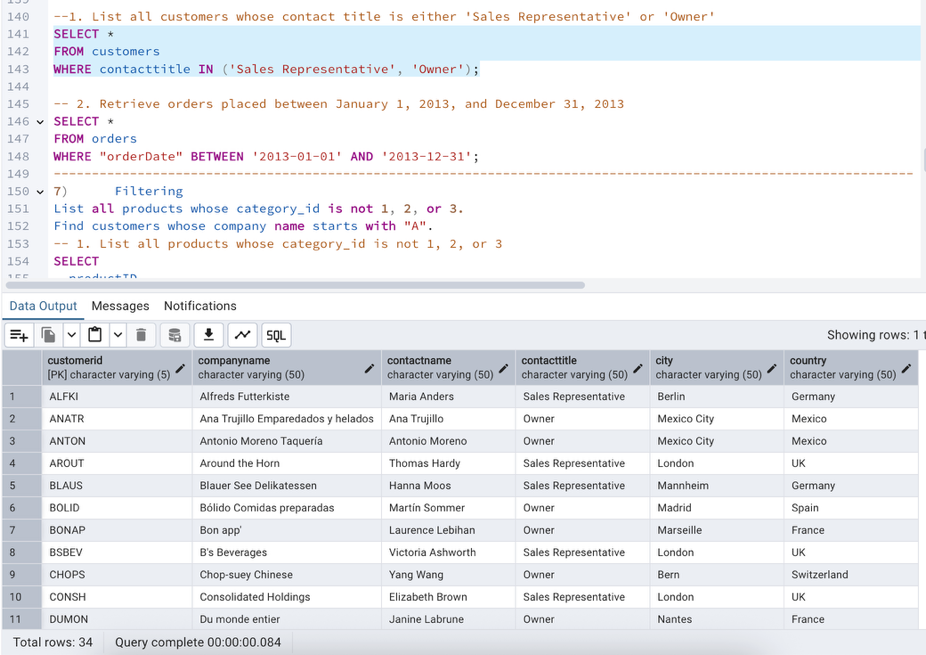 140 --1. List all customers whose contact title is either 'Sales Representative' or 'Owner'
141 SELECT *
142 FROM customers
143 WHERE contacttitle IN ('Sales Representative', 'Owner');
144
145 -- 2. Retrieve orders placed between January 1, 2013, and December 31, 2013
146 SELECT *
147 FROM orders
148 WHERE "orderDate" BETWEEN '2013-01-01' AND '2013-12-31';
149 --------------------------------------------------------------------------------------------------
150 7) Filtering
151 List all products whose category_id is not 1, 2, or 3.
152 Find customers whose company name starts with "A".
153 -- 1. List all products whose category_id is not 1, 2, or 3
154 SELECT
155 productID
Data Output Messages Notifications
SQL Showing rows: 1 t
customerid companyname contactname contacttitle city country
[PK] character varying (5) character varying (50) character varying (50) character varying (50) character varying (50) character varying (50)
1 ALFKI Alfreds Futterkiste Maria Anders Sales Representative Berlin Germany
2 ANATR Ana Trujillo Emparedados y helados Ana Trujillo Owner Mexico City Mexico
3 ANTON Antonio Moreno Taquería Antonio Moreno Owner Mexico City Mexico
4 AROUT Around the Horn Thomas Hardy Sales Representative London UK
5 BLAUS Blauer See Delikatessen Hanna Moos Sales Representative Mannheim Germany
6 BOLID Bólido Comidas preparadas Martín Sommer Owner Madrid Spain
7 BONAP Bon app' Laurence Lebihan Owner Marseille France
8 BSBEV B's Beverages Victoria Ashworth Sales Representative London UK
9 CHOPS Chop-suey Chinese Yang Wang Owner Bern Switzerland
10 CONSH Consolidated Holdings Elizabeth Brown Sales Representative London UK
11 DUMON Du monde entier Janine Labrune Owner Nantes France
Total rows: 34 Query complete 00:00:00.084